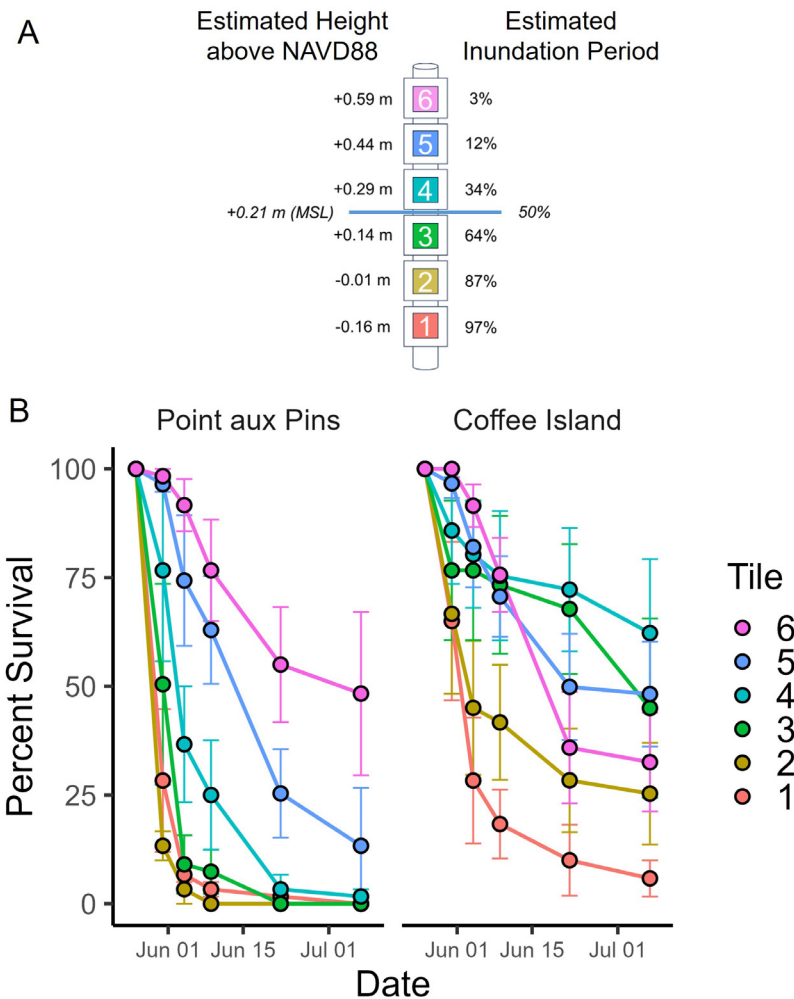 A
Estimated Height
above NAVD88
Estimated
Inundation Period
+0.59 m 6 3%
+0.44 m 5 12%
+0.29 m 4 34%
+0.21 m (MSL) 50%
+0.14 m 3 64%
-0.01 m 2 87%
-0.16 m 1 97%
B
Point aux Pins
Coffee Island
Percent Survival
100
75
50
25
0
Jun 01 Jun 15 Jul 01
Jun 01 Jun 15 Jul 01
Date
Tile
6
5
4
3
2
1